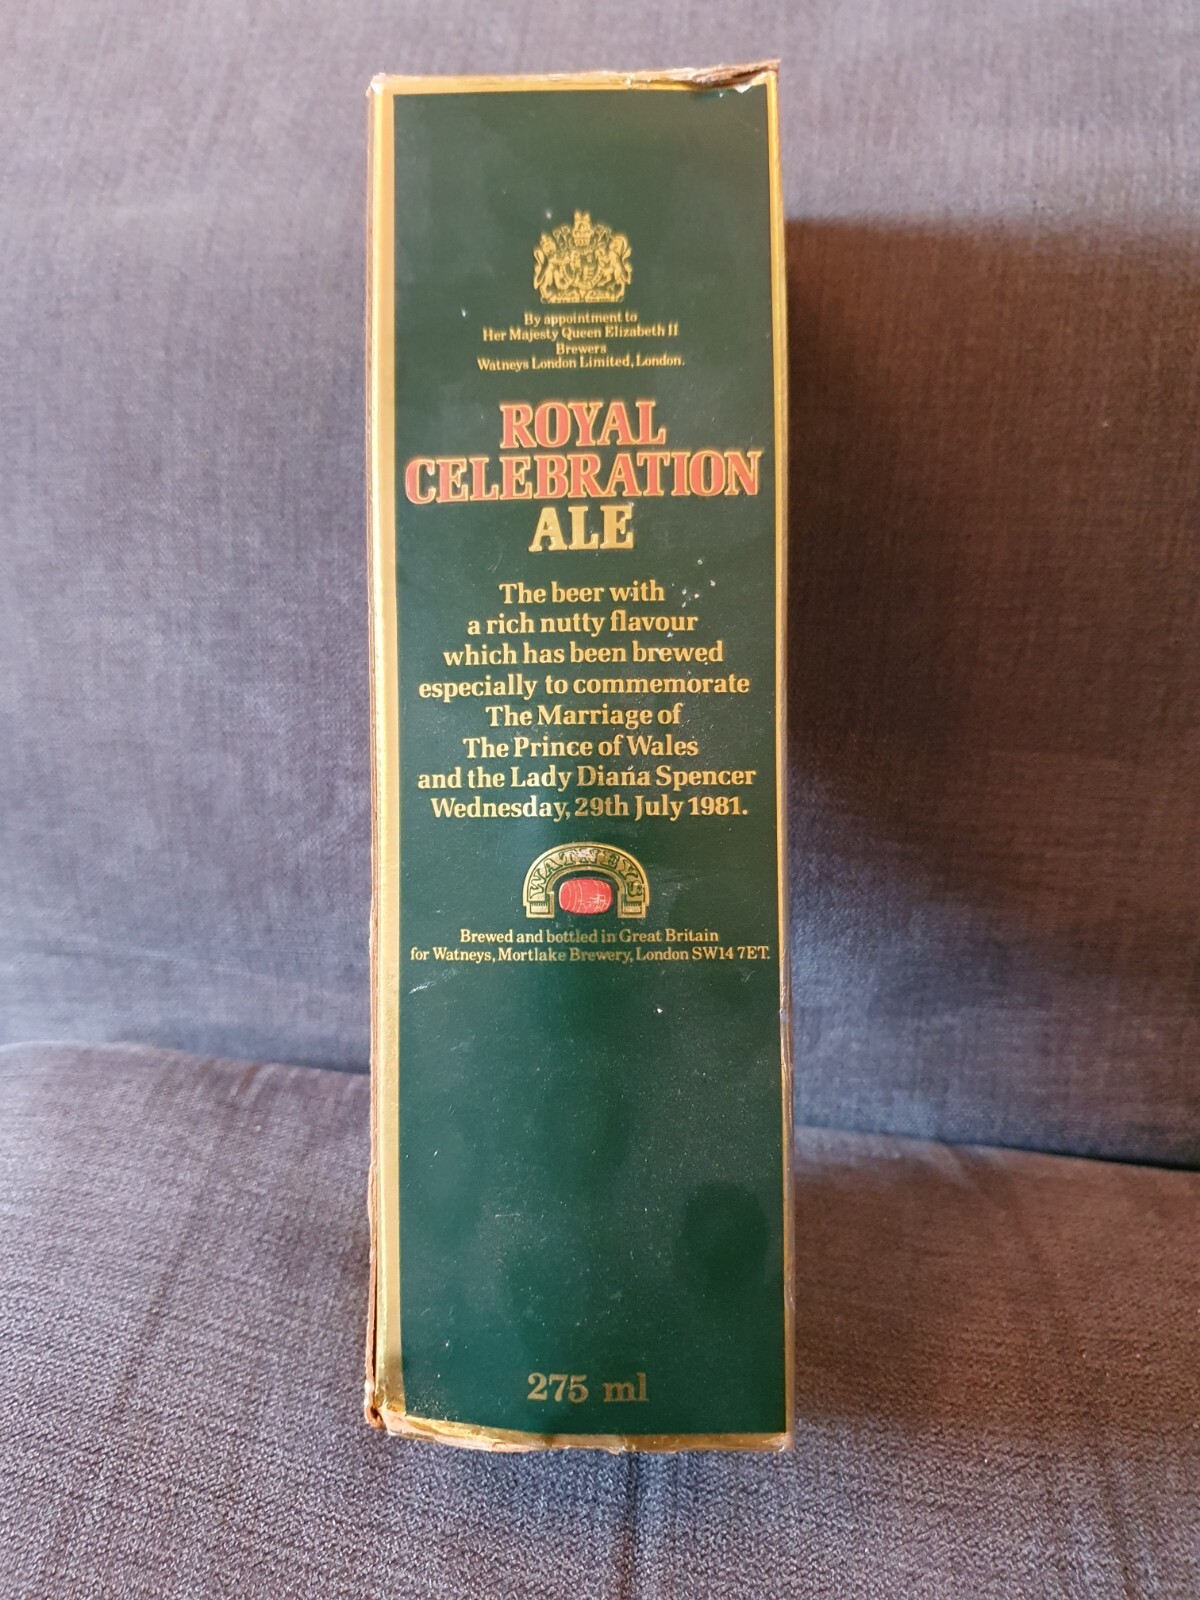 By appointment to
Her Majesty Queen Elizabeth II
Brewers
Watneys London Limited, London.
ROYAL
CELEBRATION
ALE
The beer with
a rich nutty flavour
which has been brewed
especially to commemorate
The Marriage of
The Prince of Wales
and the Lady Diana Spencer
Wednesday, 29th July 1981.
WATNEYS
Brewed and bottled in Great Britain
for Watneys, Mortlake Brewery, London SW14 7ET.
275 ml